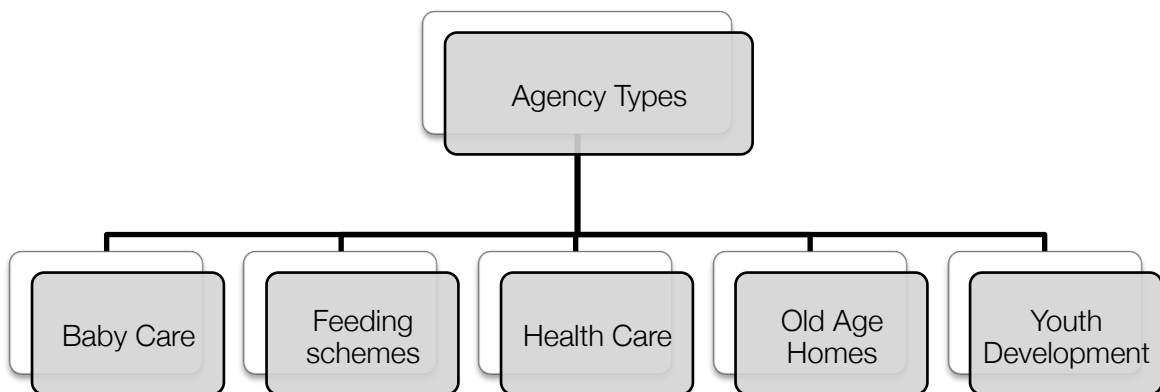 Agency Types
Baby Care
Feeding
schemes
Health Care
Old Age
Homes
Youth
Development